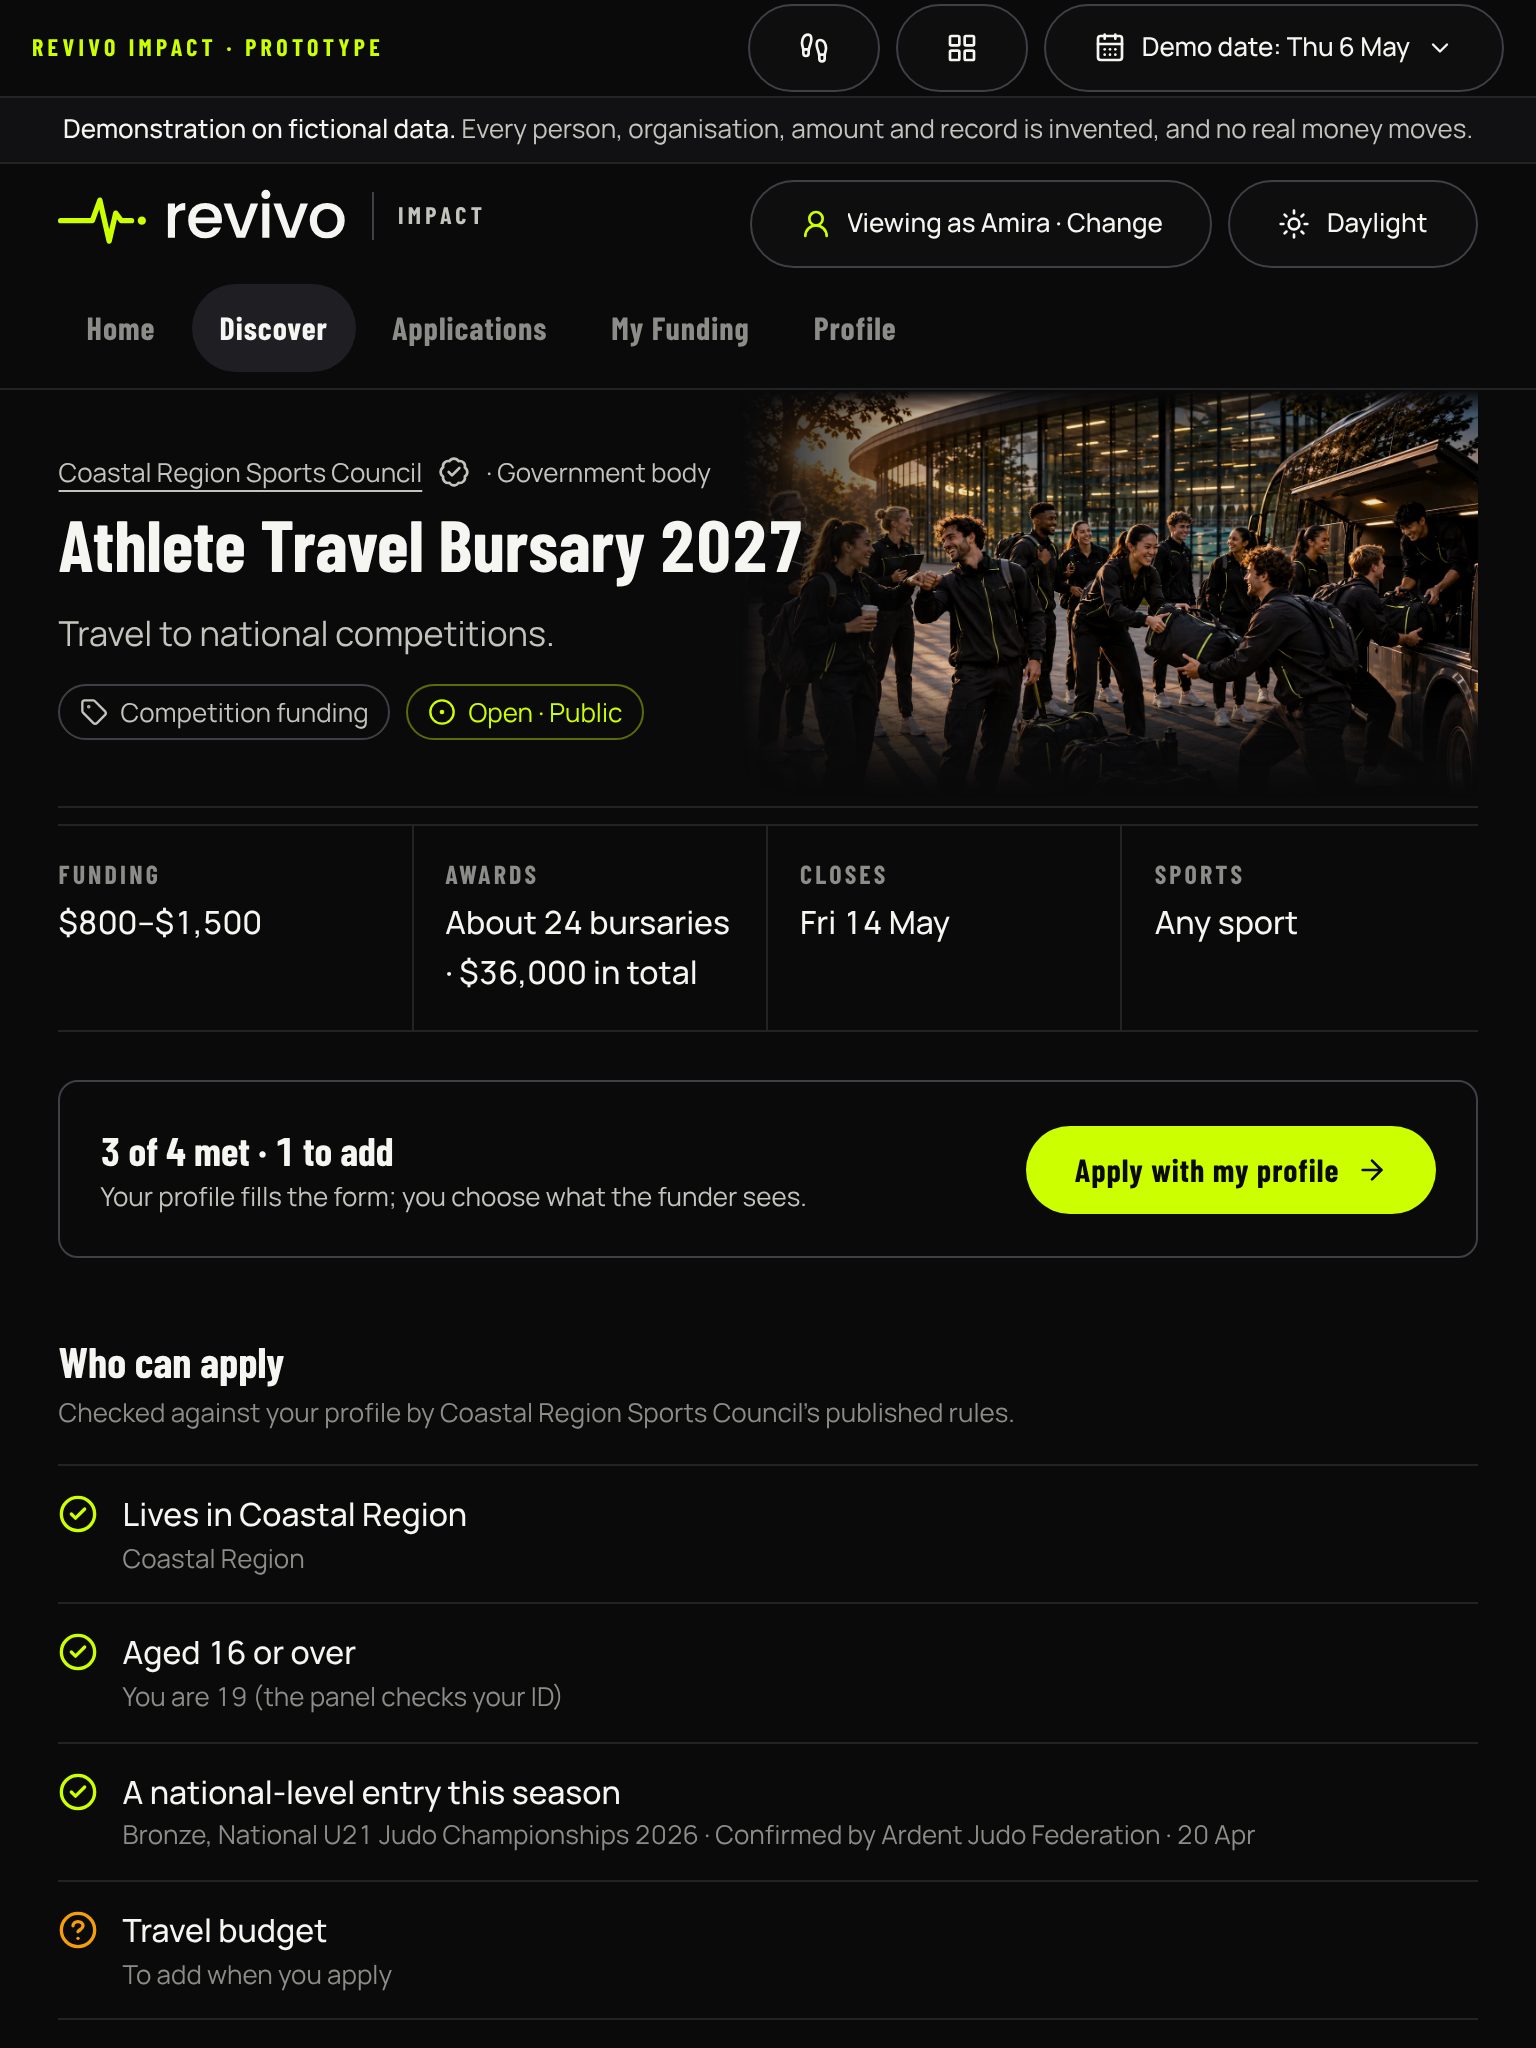 REVIVO IMPACT · PROTOTYPE
Demo date: Thu 6 May
Demonstration on fictional data. Every person, organisation, amount and record is invented, and no real money moves.
revivo IMPACT
Viewing as Amira · Change
Daylight
Home Discover Applications My Funding Profile
Coastal Region Sports Council · Government body
Athlete Travel Bursary 2027
Travel to national competitions.
Competition funding
Open · Public
FUNDING
$800–$1,500
AWARDS
About 24 bursaries
· $36,000 in total
CLOSES
Fri 14 May
SPORTS
Any sport
3 of 4 met · 1 to add
Your profile fills the form; you choose what the funder sees.
Apply with my profile
Who can apply
Checked against your profile by Coastal Region Sports Council’s published rules.
Lives in Coastal Region
Coastal Region
Aged 16 or over
You are 19 (the panel checks your ID)
A national-level entry this season
Bronze, National U21 Judo Championships 2026 · Confirmed by Ardent Judo Federation · 20 Apr
Travel budget
To add when you apply